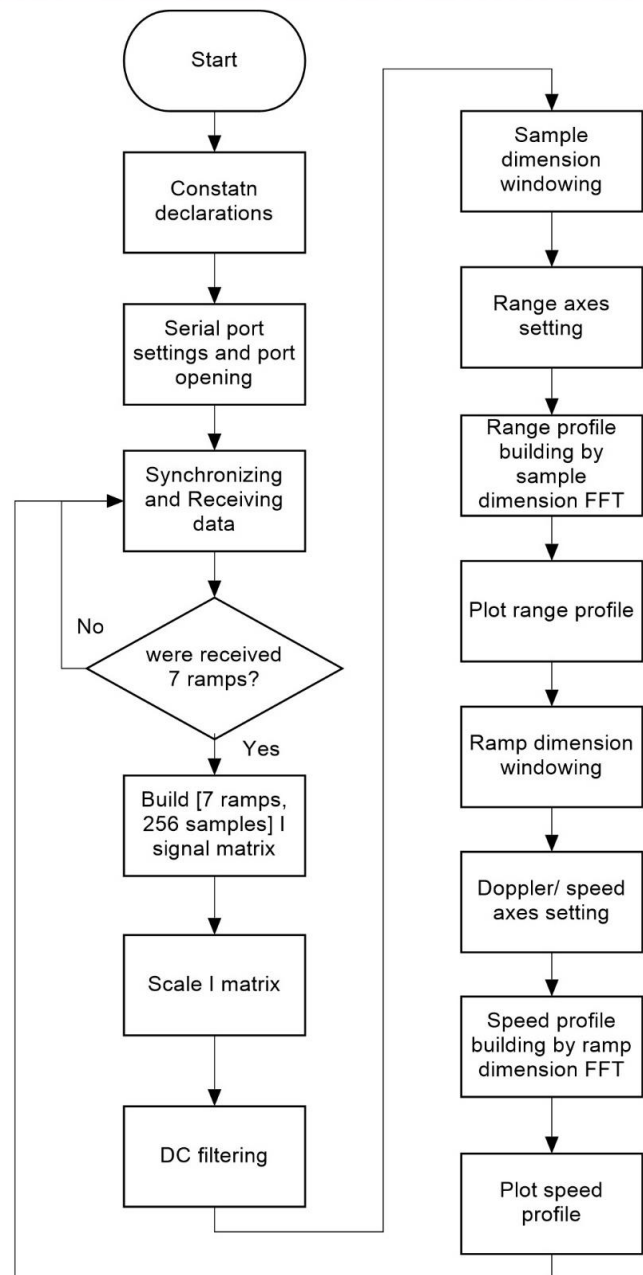 Start
Constatn
declarations
Serial port
settings and port
opening
Synchronizing
and Receiving
data
No
were received
7 ramps?
Yes
Build [7 ramps,
256 samples] I
signal matrix
Scale I matrix
DC filtering
Sample
dimension
windowing
Range axes
setting
Range profile
building by
sample
dimension FFT
Plot range profile
Ramp dimension
windowing
Doppler/ speed
axes setting
Speed profile
building by ramp
dimension FFT
Plot speed
profile